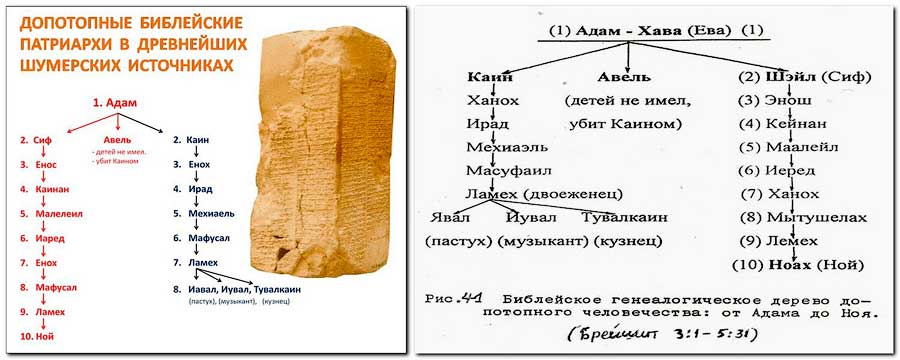 ДОПОТОПНЫЕ БИБЛЕЙСКИЕ
ПАТРИАРХИ В ДРЕВНЕЙШИХ
ШУМЕРСКИХ ИСТОЧНИКАХ
1. Адам
2. Сиф
3. Енос
4. Каинан
5. Малелеил
6. Иаред
7. Енох
8. Мафусал
9. Ламех
10. Ной
Авель
- детей не имел.
- убит Каином
2. Каин
3. Енох
4. Ирад
5. Мехиаель
6. Мафусал
7. Ламех
8. Иавал, Иувал, Тувалкаин
(пастух), (музыкант), (кузнец)
(1) Адам - Хава (Ева) (1)
Каин
Ханох
Ирад
Мехиаэль
Масуфаил
Ламех (двоеженец)
Явал Иувал Тувалкаин
(пастух) (музыкант) (кузнец)
Авель
(детей не имел,
убит Каином)
(2) Шэйл (Сиф)
(3) Энош
(4) Кейнан
(5) Маалейл
(6) Иеред
(7) Ханох
(8) Мытушелах
(9) Лемех
(10) Ноах (Ной)
Рис.41 Библейское генеалогическое дерево до-
потопного человечества: от Адама до Ноя.
(Брейшит 3:1-5:31)